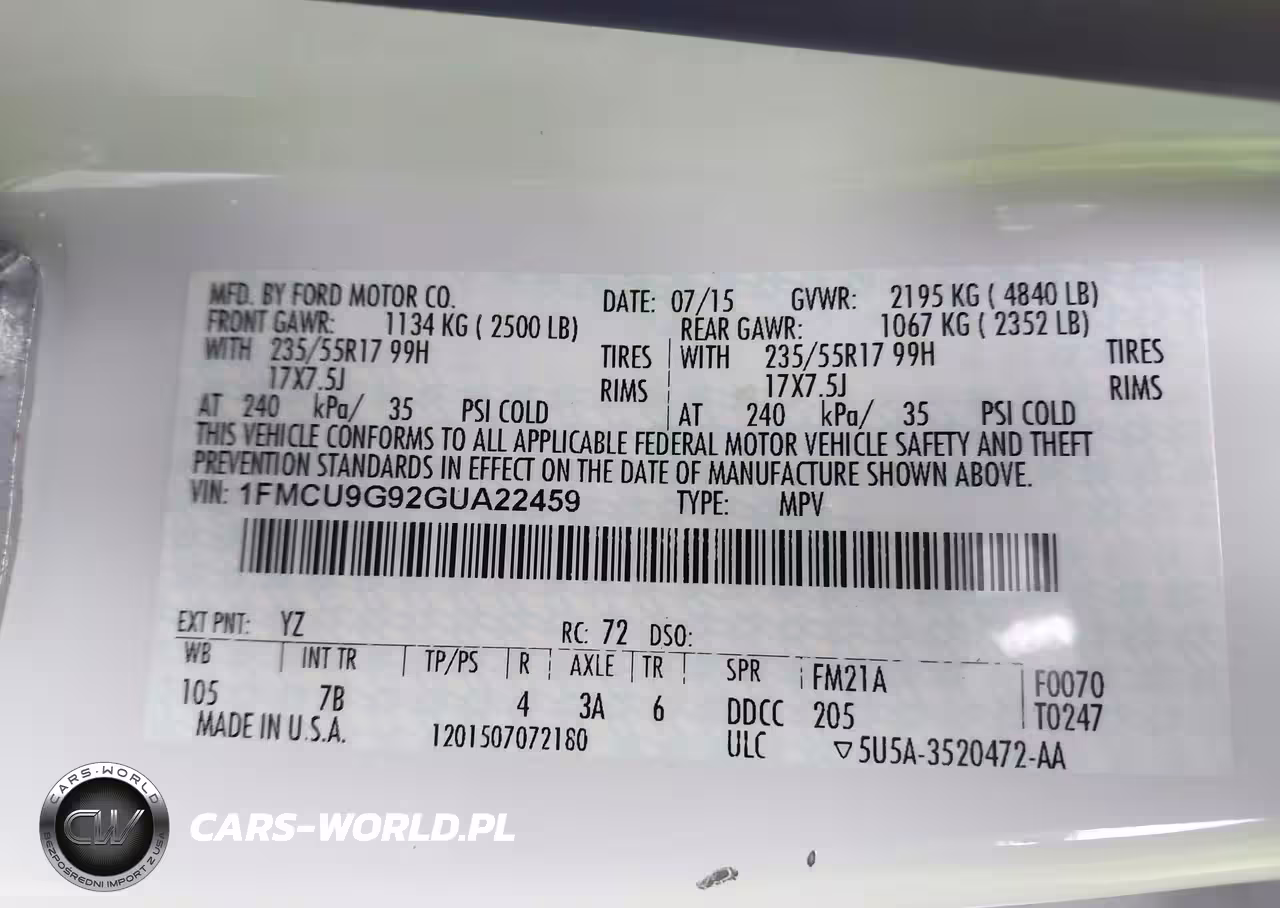 MFD. BY FORD MOTOR CO. DATE: 07/15 GVWR: 2195 KG ( 4840 LB)
FRONT GAWR: 1134 KG ( 2500 LB) REAR GAWR: 1067 KG ( 2352 LB)
WITH 235/55R17 99H TIRES WITH 235/55R17 99H TIRES
17X7.5J RIMS 17X7.5J RIMS
AT 240 kPa/ 35 PSI COLD AT 240 kPa/ 35 PSI COLD
THIS VEHICLE CONFORMS TO ALL APPLICABLE FEDERAL MOTOR VEHICLE SAFETY AND THEFT
PREVENTION STANDARDS IN EFFECT ON THE DATE OF MANUFACTURE SHOWN ABOVE.
VIN: 1FMCU9G92GUA22459 TYPE: MPV
EXT PNT: YZ RC: 72 DSO:
WB INT TR TP/PS R AXLE TR SPR FM21A F0070
105 7B 4 3A 6 DDCC 205 T0247
MADE IN U.S.A. 1201507072180 ULC ▽5U5A-3520472-AA
CARS-WORLD
CW
BEZPOŚREDNI IMPORT Z USA
CARS-WORLD.PL